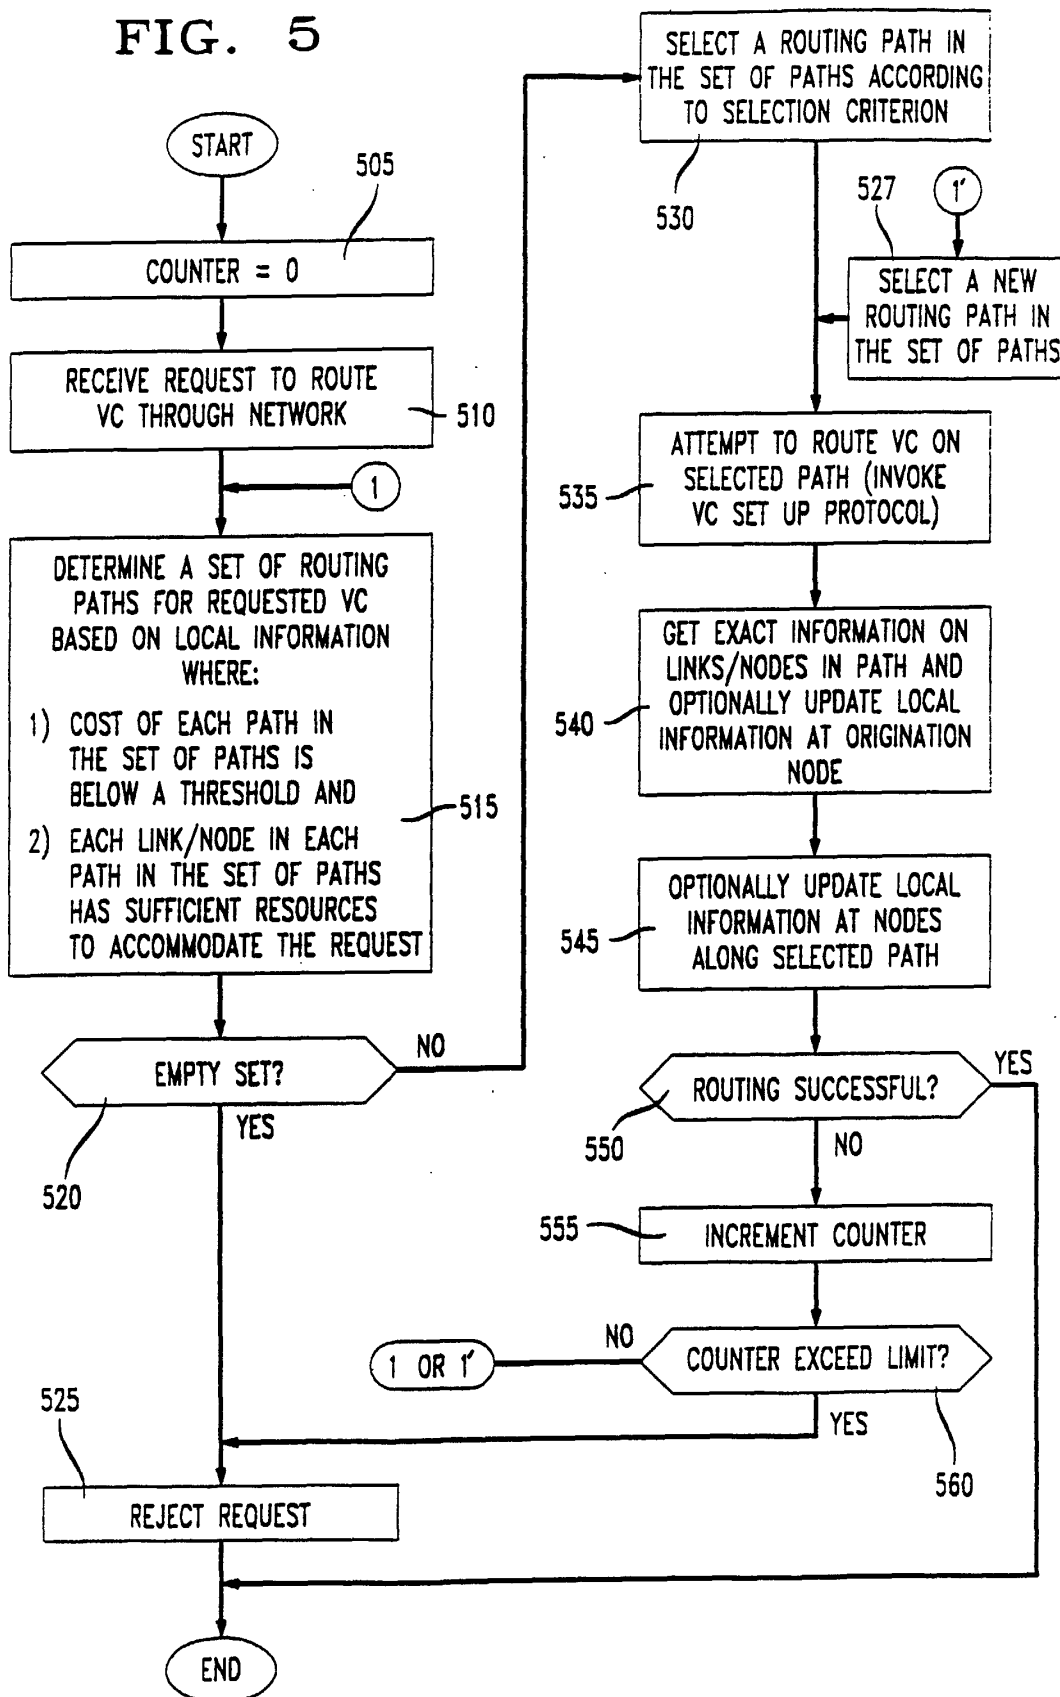 FIG. 5
START
505
COUNTER = 0
RECEIVE REQUEST TO ROUTE
VC THROUGH NETWORK
510
1
DETERMINE A SET OF ROUTING
PATHS FOR REQUESTED VC
BASED ON LOCAL INFORMATION
WHERE:
1) COST OF EACH PATH IN
THE SET OF PATHS IS
BELOW A THRESHOLD AND
2) EACH LINK/NODE IN EACH
PATH IN THE SET OF PATHS
HAS SUFFICIENT RESOURCES
TO ACCOMMODATE THE REQUEST
515
EMPTY SET?
NO
YES
520
525
REJECT REQUEST
END
SELECT A ROUTING PATH IN
THE SET OF PATHS ACCORDING
TO SELECTION CRITERION
530
527
1'
SELECT A NEW
ROUTING PATH IN
THE SET OF PATHS
ATTEMPT TO ROUTE VC ON
SELECTED PATH (INVOKE
VC SET UP PROTOCOL)
535
GET EXACT INFORMATION ON
LINKS/NODES IN PATH AND
OPTIONALLY UPDATE LOCAL
INFORMATION AT ORIGINATION
NODE
540
OPTIONALLY UPDATE LOCAL
INFORMATION AT NODES
ALONG SELECTED PATH
545
ROUTING SUCCESSFUL?
YES
550
NO
555
INCREMENT COUNTER
NO
1 OR 1'
COUNTER EXCEED LIMIT?
YES
560